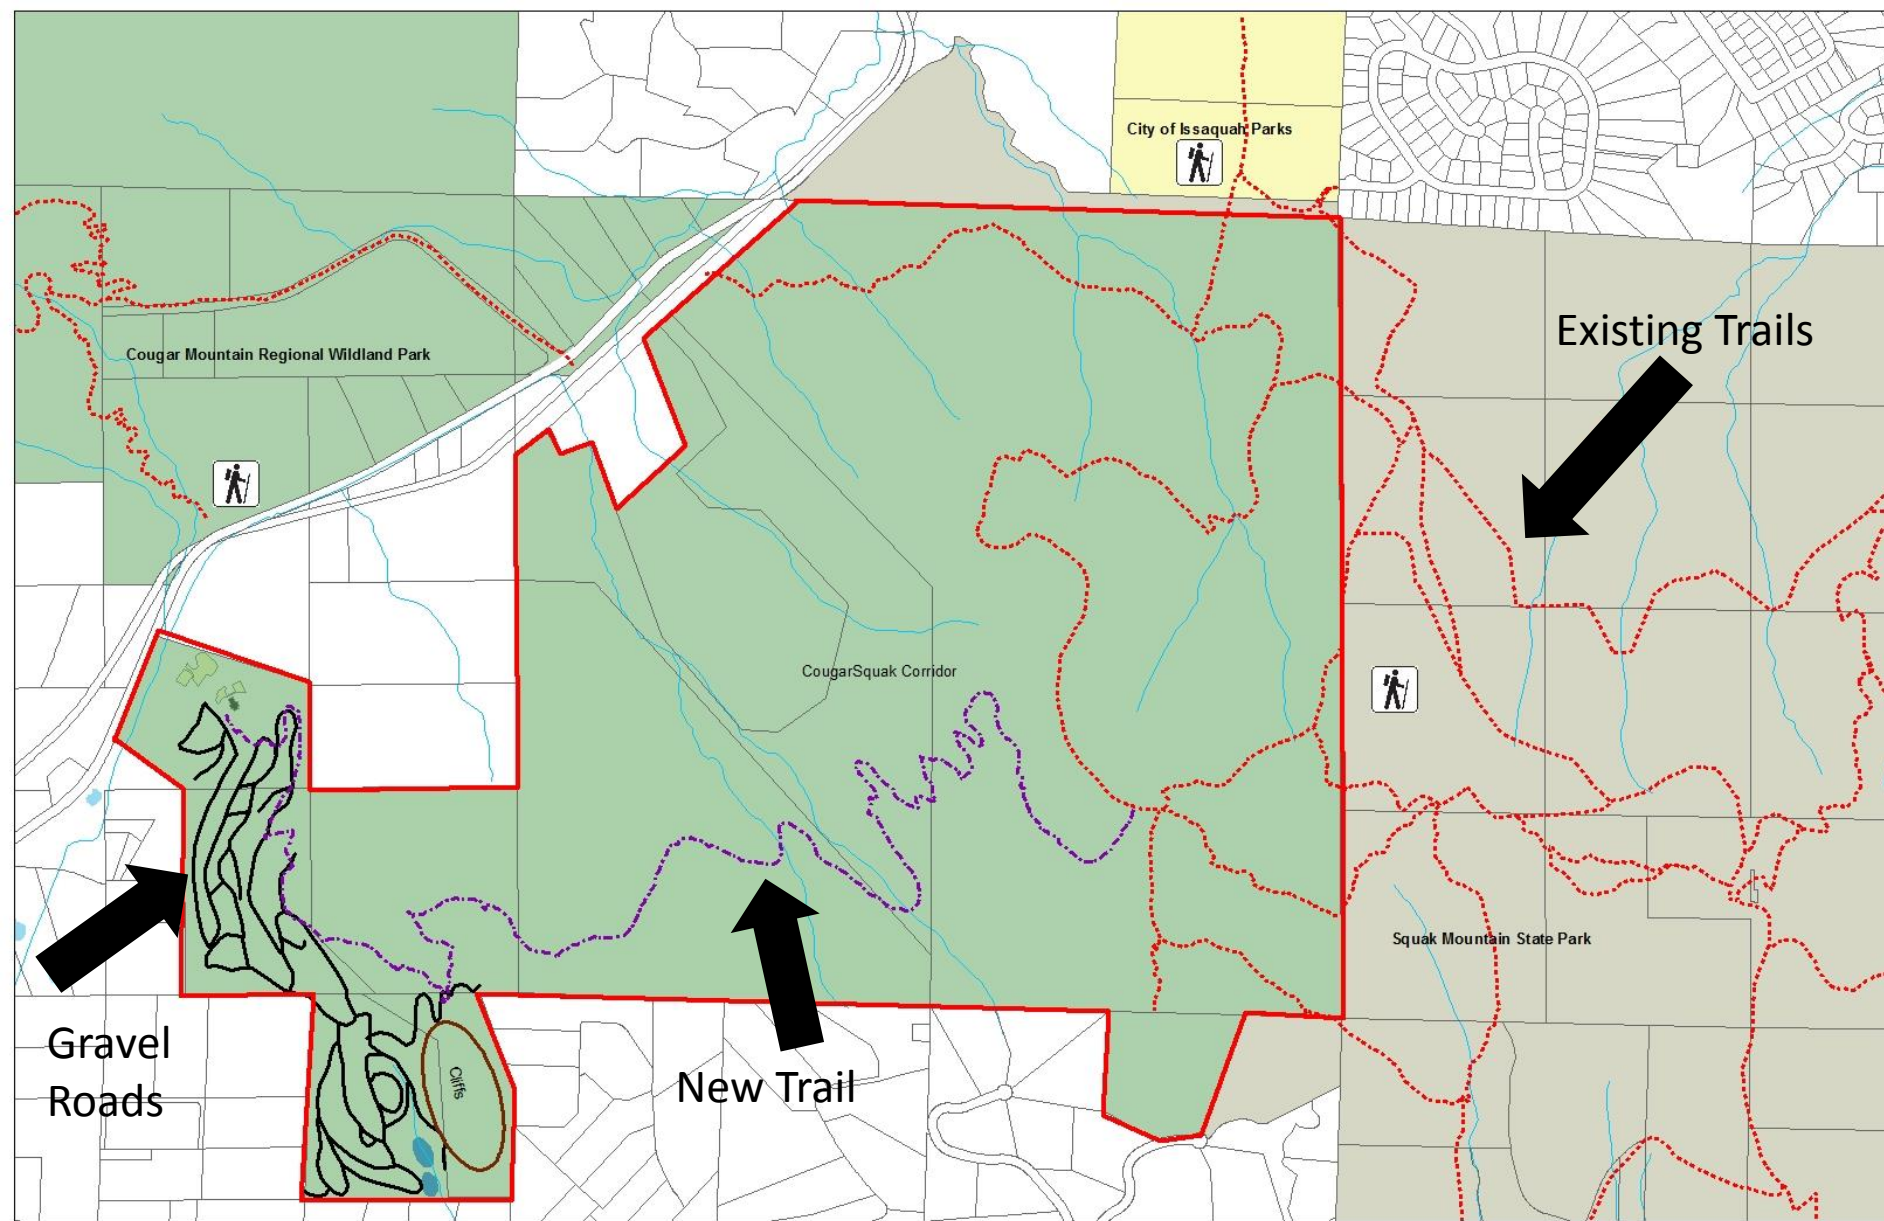 City of Issaquah Parks
Existing Trails
Cougar Mountain Regional Wildland Park
CougarSquak Corridor
Squak Mountain State Park
Gravel
Roads
Cliffs
New Trail